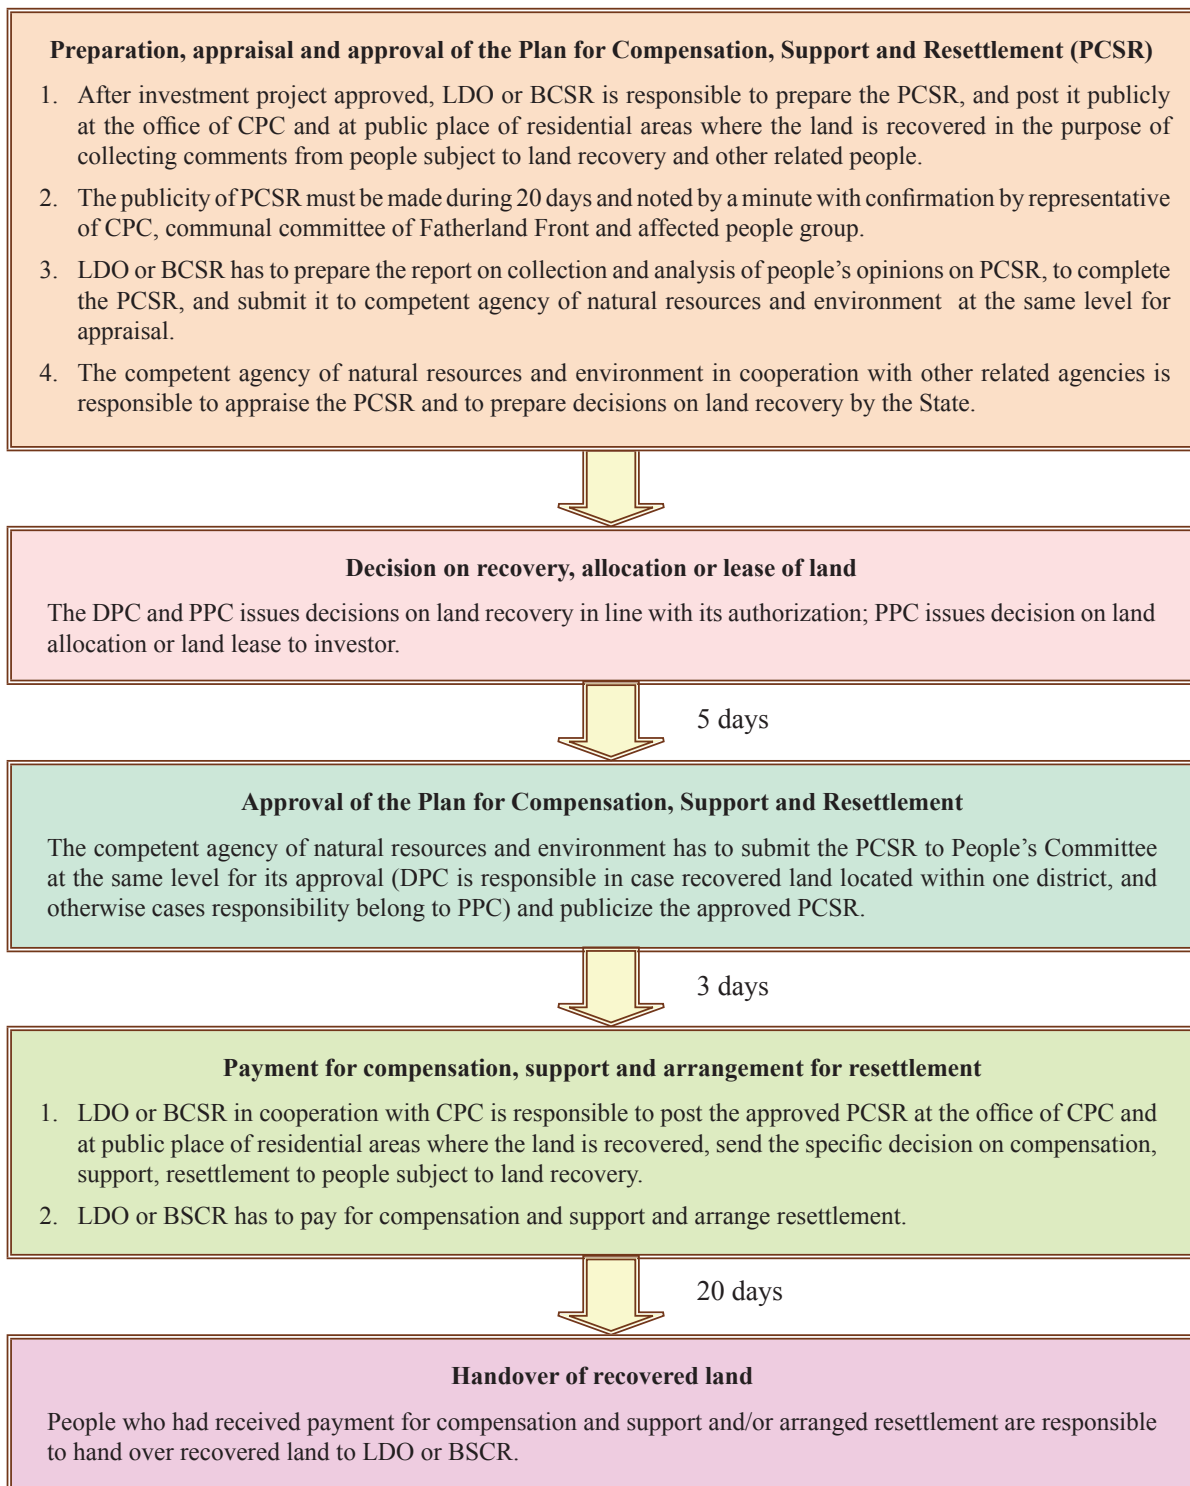 Preparation, appraisal and approval of the Plan for Compensation, Support and Resettlement (PCSR)
1. After investment project approved, LDO or BCSR is responsible to prepare the PCSR, and post it publicly
at the office of CPC and at public place of residential areas where the land is recovered in the purpose of
collecting comments from people subject to land recovery and other related people.
2. The publicity of PCSR must be made during 20 days and noted by a minute with confirmation by representative
of CPC, communal committee of Fatherland Front and affected people group.
3. LDO or BCSR has to prepare the report on collection and analysis of people’s opinions on PCSR, to complete
the PCSR, and submit it to competent agency of natural resources and environment at the same level for
appraisal.
4. The competent agency of natural resources and environment in cooperation with other related agencies is
responsible to appraise the PCSR and to prepare decisions on land recovery by the State.
Decision on recovery, allocation or lease of land
The DPC and PPC issues decisions on land recovery in line with its authorization; PPC issues decision on land
allocation or land lease to investor.
5 days
Approval of the Plan for Compensation, Support and Resettlement
The competent agency of natural resources and environment has to submit the PCSR to People’s Committee
at the same level for its approval (DPC is responsible in case recovered land located within one district, and
otherwise cases responsibility belong to PPC) and publicize the approved PCSR.
3 days
Payment for compensation, support and arrangement for resettlement
1. LDO or BCSR in cooperation with CPC is responsible to post the approved PCSR at the office of CPC and
at public place of residential areas where the land is recovered, send the specific decision on compensation,
support, resettlement to people subject to land recovery.
2. LDO or BSCR has to pay for compensation and support and arrange resettlement.
20 days
Handover of recovered land
People who had received payment for compensation and support and/or arranged resettlement are responsible
to hand over recovered land to LDO or BSCR.